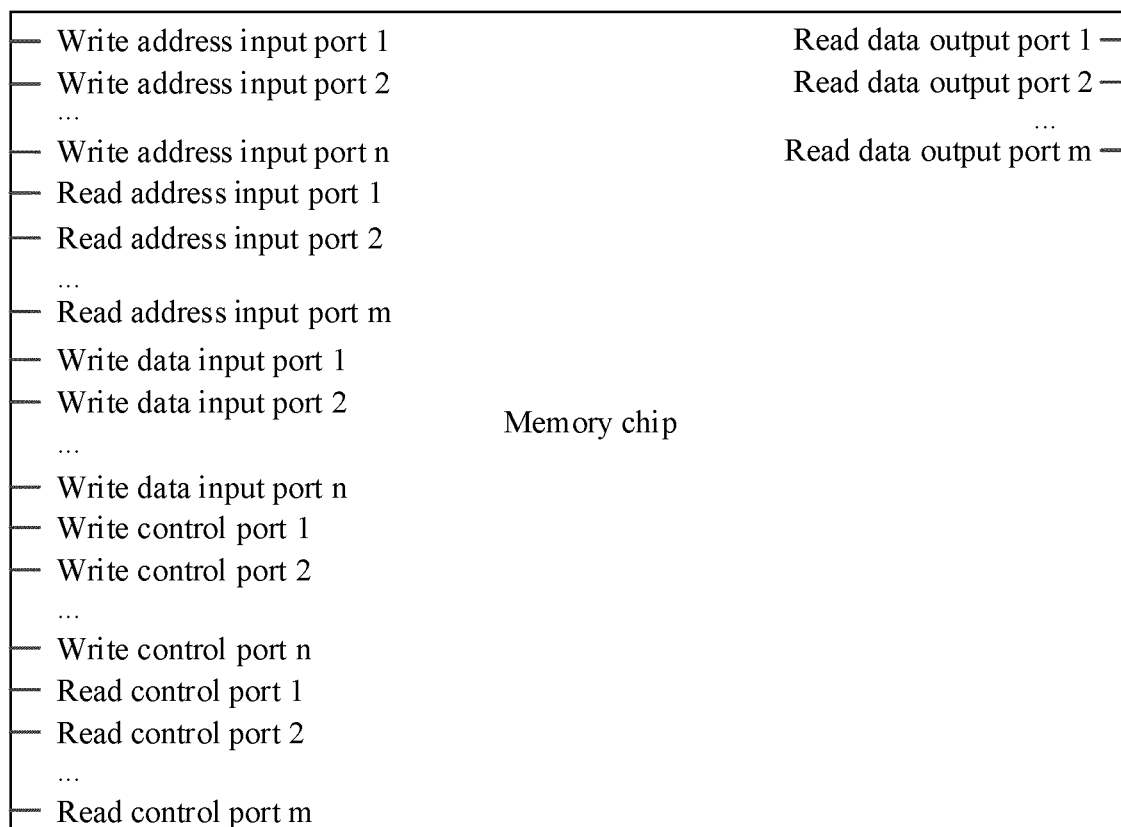 Write address input port 1
Write address input port 2
...
Write address input port n
Read address input port 1
Read address input port 2
...
Read address input port m
Write data input port 1
Write data input port 2
...
Write data input port n
Write control port 1
Write control port 2
...
Write control port n
Read control port 1
Read control port 2
...
Read control port m
Memory chip
Read data output port 1
Read data output port 2
...
Read data output port m